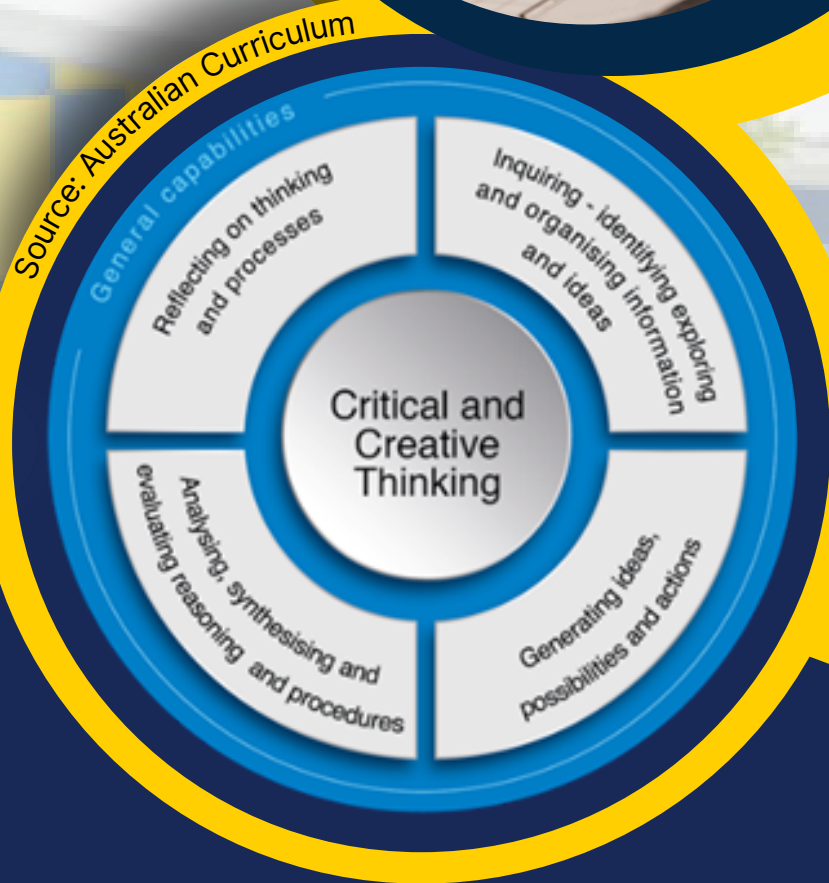 Source: Australian Curriculum
General capabilities
Reflecting on thinking
and processes
Inquiring - identifying exploring
and organising information
and ideas
Critical and
Creative
Thinking
Analysing, synthesising and
evaluating reasoning and procedures
Generating ideas,
possibilities and actions